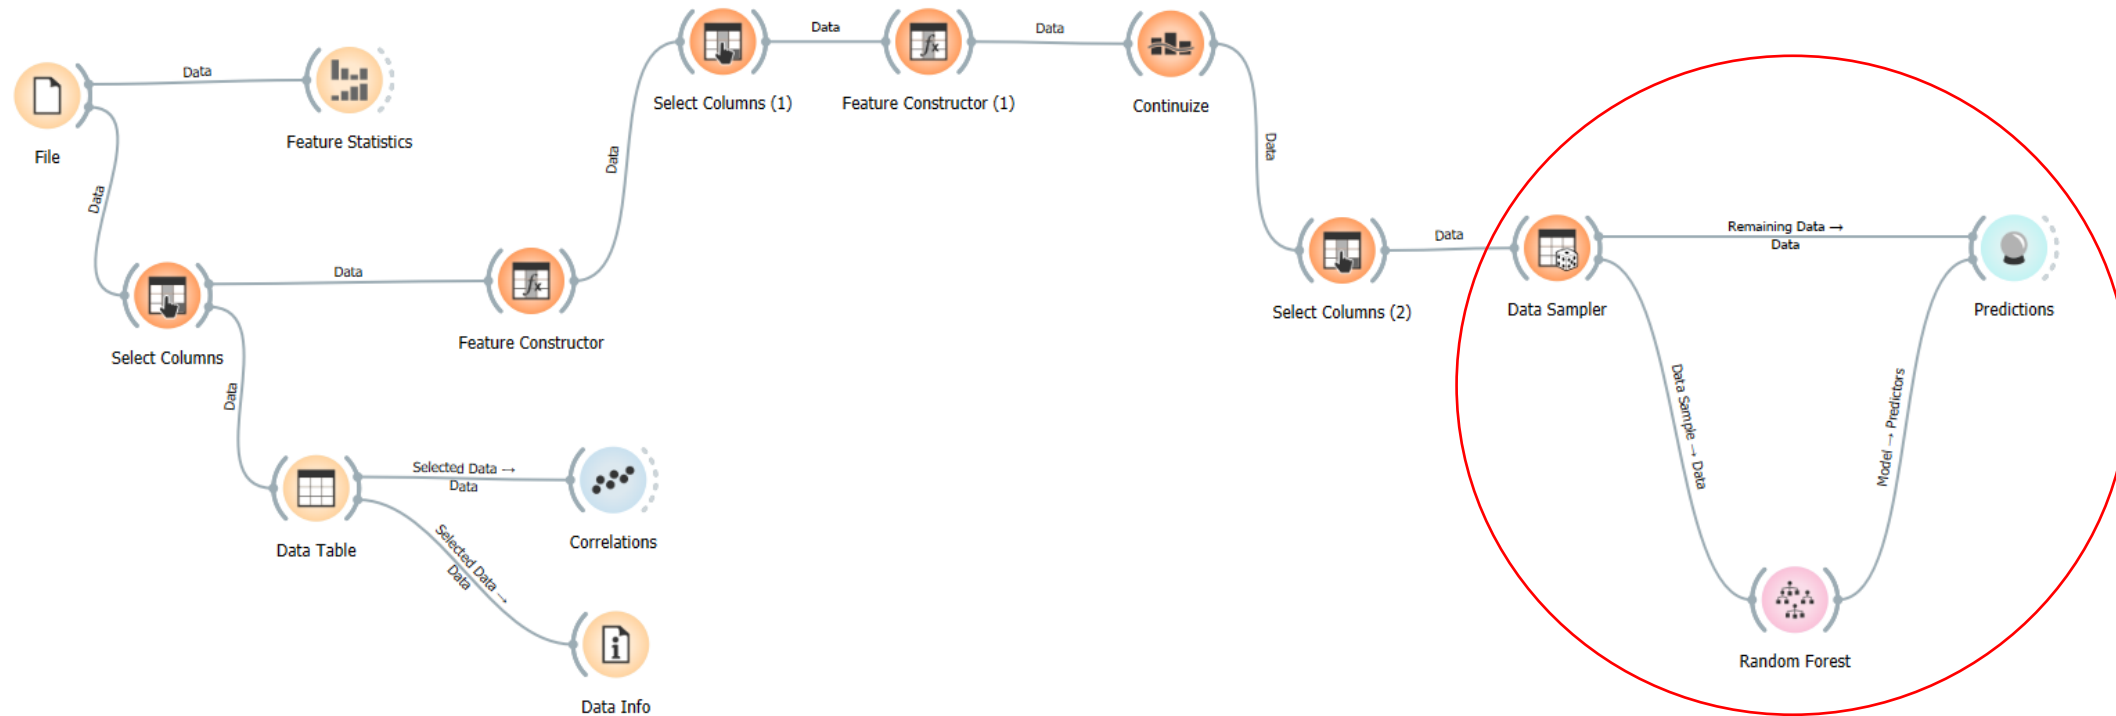 Data
File
Feature Statistics
Data
Select Columns
Data
Feature Constructor
Data
Data Table
Selected Data →
Data
Correlations
Selected Data →
Data
Data Info
Data
Select Columns (1)
Data
Feature Constructor (1)
Data
Continuize
Data
Select Columns (2)
Data
Data Sampler
Remaining Data →
Data
Predictions
Data Sample → Data
Model → Predictors
Random Forest